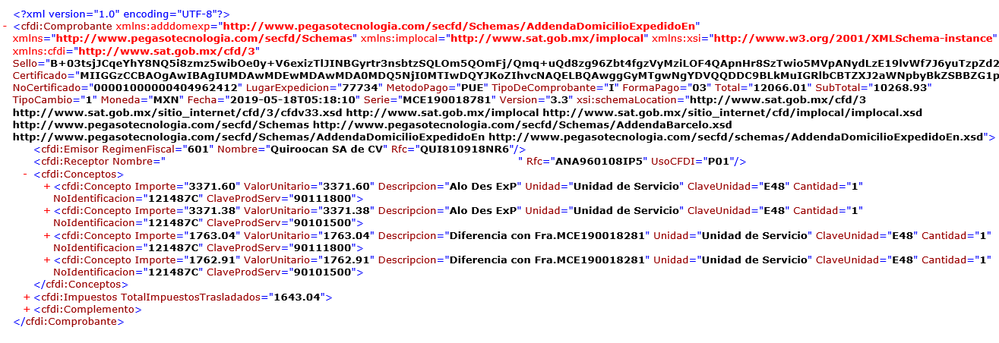 <?xml version="1.0" encoding="UTF-8"?>
- <cfdi:Comprobante xmlns:adddomexp="http://www.pegasotecnologia.com/secfd/Schemas/AddendaDomicilioExpedidoEn"
xmlns="http://www.pegasotecnologia.com/secfd/Schemas" xmlns:implocal="http://www.sat.gob.mx/implocal" xmlns:xsi="http://www.w3.org/2001/XMLSchema-instance"
xmlns:cfdi="http://www.sat.gob.mx/cfd/3"
Sello="B+03tsjJCqeYhY8NQ5i8zmz5wibOe0y+V6exizTlJINBGyrtr3nsbtzSQLOm5QOmFj/Qmq+uQd8zg96Zbt4fgzVyMziLOF4QApnHr8SzTwio5MVpANydLzE19lvWf7J6yuTzpZd2
Certificado="MIIGGzCCBAOgAwIBAgIUMDAwMDEwMDAwMDA0MDQ5NjI0MTIwDQYJKoZIhvcNAQELBQAwggGyMTgwNgYDVQQDDC9BLkMuIGRlbCBTZXJ2aWNpbyBkZSBBZG1p
NoCertificado="00001000000404962412" LugarExpedicion="77734" MetodoPago="PUE" TipoDeComprobante="I" FormaPago="03" Total="12066.01" SubTotal="10268.93"
TipoCambio="1" Moneda="MXN" Fecha="2019-05-18T05:18:10" Serie="MCE190018781" Version="3.3" xsi:schemaLocation="http://www.sat.gob.mx/cfd/3
http://www.sat.gob.mx/sitio_internet/cfd/3/cfdv33.xsd http://www.sat.gob.mx/implocal http://www.sat.gob.mx/sitio_internet/cfd/implocal/implocal.xsd
http://www.pegasotecnologia.com/secfd/Schemas http://www.pegasotecnologia.com/secfd/Schemas/AddendaBarcelo.xsd
http://www.pegasotecnologia.com/secfd/Schemas/AddendaDomicilioExpedidoEn http://www.pegasotecnologia.com/secfd/schemas/AddendaDomicilioExpedidoEn.xsd">
<cfdi:Emisor RegimenFiscal="601" Nombre="Quiroocan SA de CV" Rfc="QUI810918NR6"/>
<cfdi:Receptor Nombre=" " Rfc="ANA960108IP5" UsoCFDI="P01"/>
- <cfdi:Conceptos>
+ <cfdi:Concepto Importe="3371.60" ValorUnitario="3371.60" Descripcion="Alo Des ExP" Unidad="Unidad de Servicio" ClaveUnidad="E48" Cantidad="1"
NoIdentificacion="121487C" ClaveProdServ="90111800">
+ <cfdi:Concepto Importe="3371.38" ValorUnitario="3371.38" Descripcion="Alo Des ExP" Unidad="Unidad de Servicio" ClaveUnidad="E48" Cantidad="1"
NoIdentificacion="121487C" ClaveProdServ="90101500">
+ <cfdi:Concepto Importe="1763.04" ValorUnitario="1763.04" Descripcion="Diferencia con Fra.MCE190018281" Unidad="Unidad de Servicio" ClaveUnidad="E48" Cantidad="1"
NoIdentificacion="121487C" ClaveProdServ="90111800">
+ <cfdi:Concepto Importe="1762.91" ValorUnitario="1762.91" Descripcion="Diferencia con Fra.MCE190018281" Unidad="Unidad de Servicio" ClaveUnidad="E48" Cantidad="1"
NoIdentificacion="121487C" ClaveProdServ="90101500">
</cfdi:Conceptos>
+ <cfdi:Impuestos TotalImpuestosTrasladados="1643.04">
+ <cfdi:Complemento>
</cfdi:Comprobante>